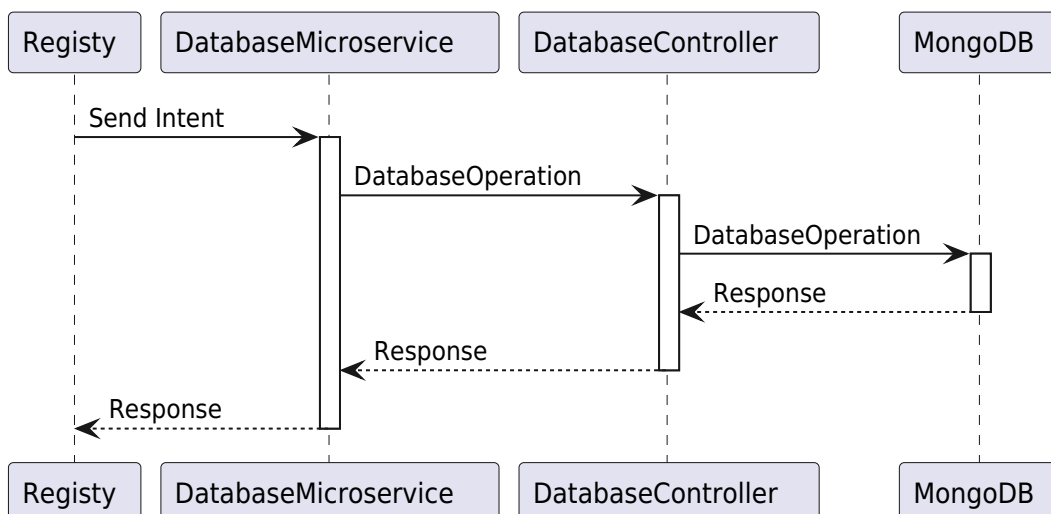 Registy DatabaseMicroservice DatabaseController MongoDB
Send Intent
DatabaseOperation
DatabaseOperation
Response
Response
Response
Registy DatabaseMicroservice DatabaseController MongoDB